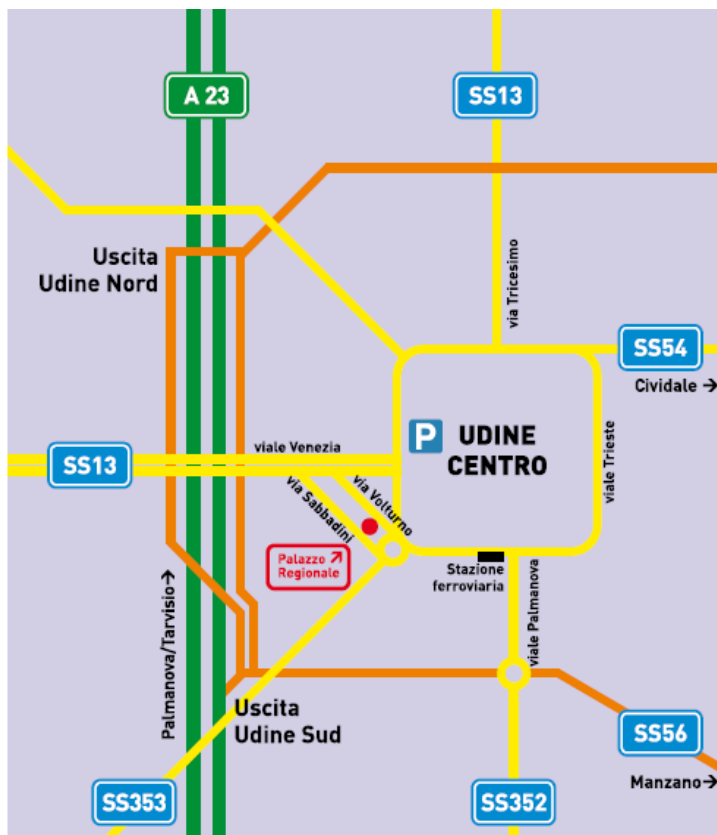 A 23
SS13
Uscita
Udine Nord
via Tricesimo
SS54
Cividale →
viale Venezia
SS13
P
UDINE
CENTRO
viale Trieste
via Sabbadini
via Volturno
Palazzo ↗
Regionale
Stazione
ferroviaria
viale Palmanova
Palmanova/Tarvisio→
Uscita
Udine Sud
SS56
Manzano→
SS353
SS352